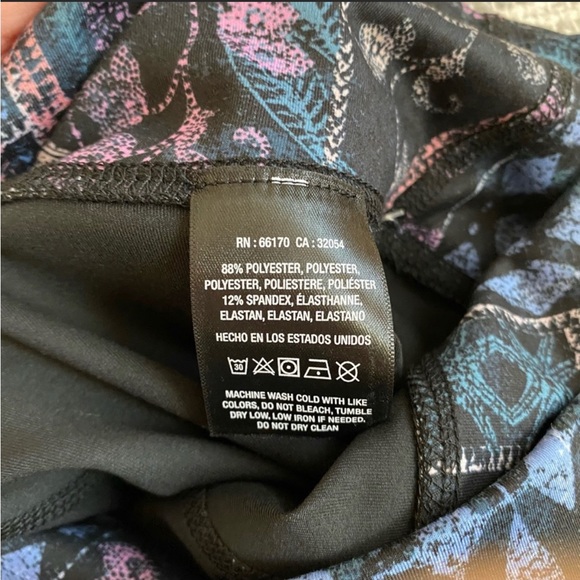 RN : 66170 CA : 32054
88% POLYESTER, POLYESTER,
POLYESTER, POLIESTERE, POLIÉSTER
12% SPANDEX, ÉLASTHANNE,
ELASTAN, ELASTAN, ELASTANO
HECHO EN LOS ESTADOS UNIDOS
30
MACHINE WASH COLD WITH LIKE
COLORS, DO NOT BLEACH, TUMBLE
DRY LOW. LOW IRON IF NEEDED.
DO NOT DRY CLEAN